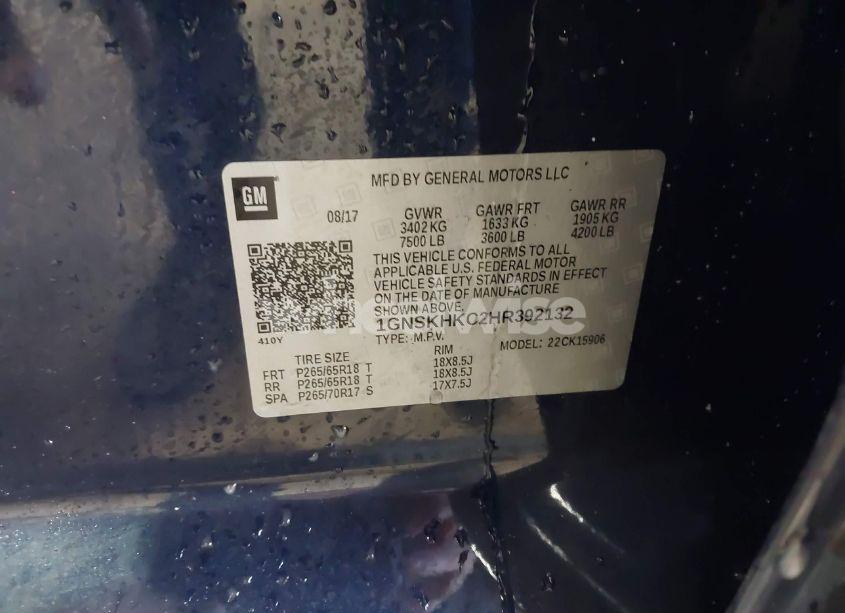 GM
MFD BY GENERAL MOTORS LLC
08/17 GVWR GAWR FRT GAWR RR
3402 KG 1633 KG 1905 KG
7500 LB 3600 LB 4200 LB
THIS VEHICLE CONFORMS TO ALL
APPLICABLE U.S. FEDERAL MOTOR
VEHICLE SAFETY STANDARDS IN EFFECT
ON THE DATE OF MANUFACTURE
SHOWN ABOVE.
1GNSKHKC2HR392132
410Y
TYPE: M.P.V. MODEL: 22CK15906
TIRE SIZE RIM
FRT P265/65R18 T 18X8.5J
RR P265/65R18 T 18X8.5J
SPA P265/70R17 S 17X7.5J